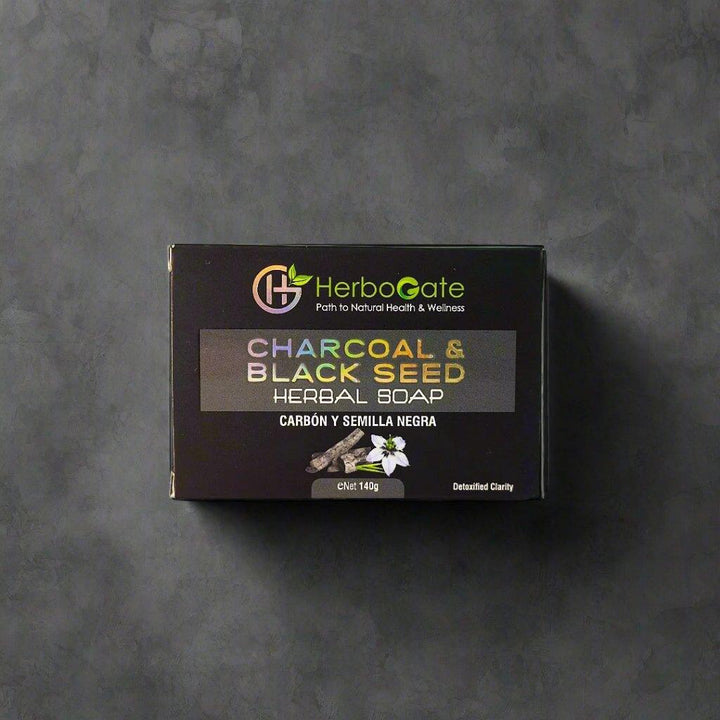 HerboGate
Path to Natural Health & Wellness
CHARCOAL &
BLACK SEED
HERBAL SOAP
CARBÓN Y SEMILLA NEGRA
eNet 140g
Detoxified Clarity